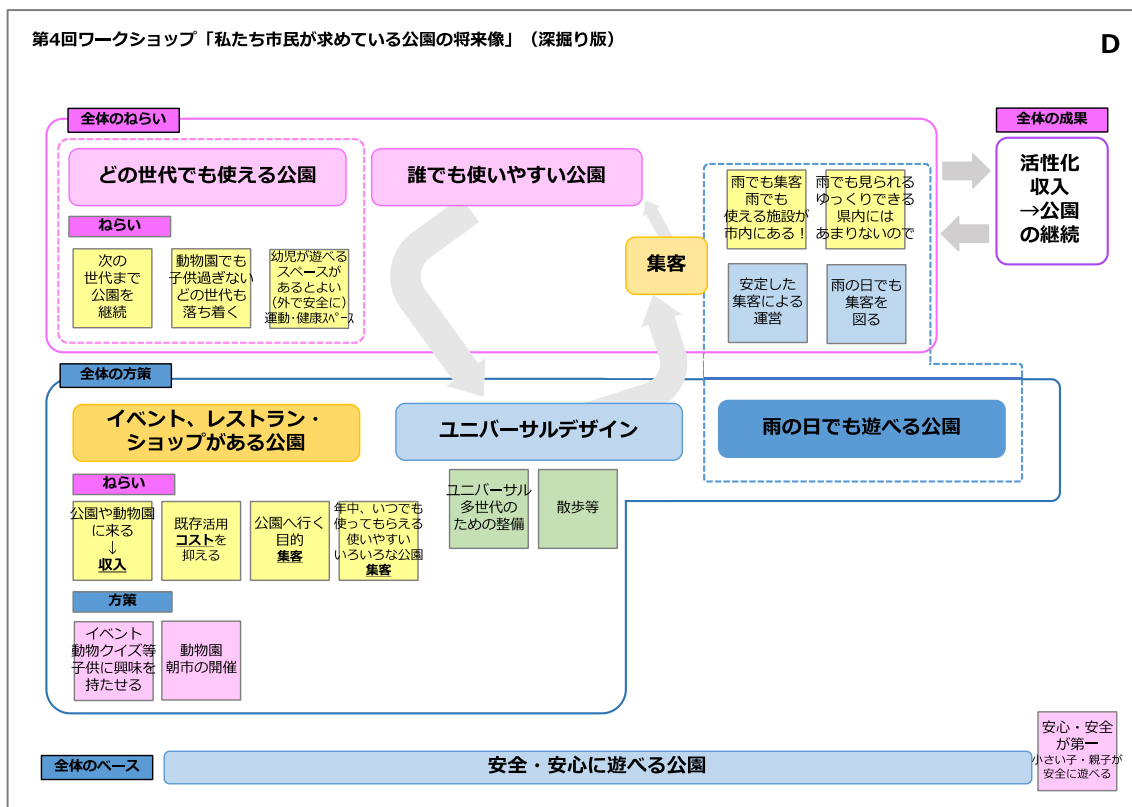 第4回ワークショップ「私たち市民が求めている公園の将来像」（深掘り版）
D
全体のねらい
どの世代でも使える公園
誰でも使いやすい公園
ねらい
次の
世代まで
公園を
継続
動物園でも
子供過ぎない
どの世代も
落ち着く
幼児が遊べる
スペースが
あるとよい
（外で安全に）
運動・健康ｽﾍﾟｰｽ
集客
雨でも集客
雨でも
使える施設が
市内にある！
雨でも見られる
ゆっくりできる
県内には
あまりないので
安定した
集客による
運営
雨の日でも
集客を
図る
全体の成果
活性化
収入
→公園
の継続
全体の方策
イベント、レストラン・
ショップがある公園
ユニバーサルデザイン
雨の日でも遊べる公園
ねらい
公園や動物園
に来る
↓
収入
既存活用
コストを
抑える
公園へ行く
目的
集客
年中、いつでも
使ってもらえる
使いやすい
いろいろな公園
集客
ユニバーサル
多世代の
ための整備
散歩等
方策
イベント
動物クイズ等
子供に興味を
持たせる
動物園
朝市の開催
全体のベース
安全・安心に遊べる公園
安心・安全
が第一
小さい子・親子が
安全に遊べる